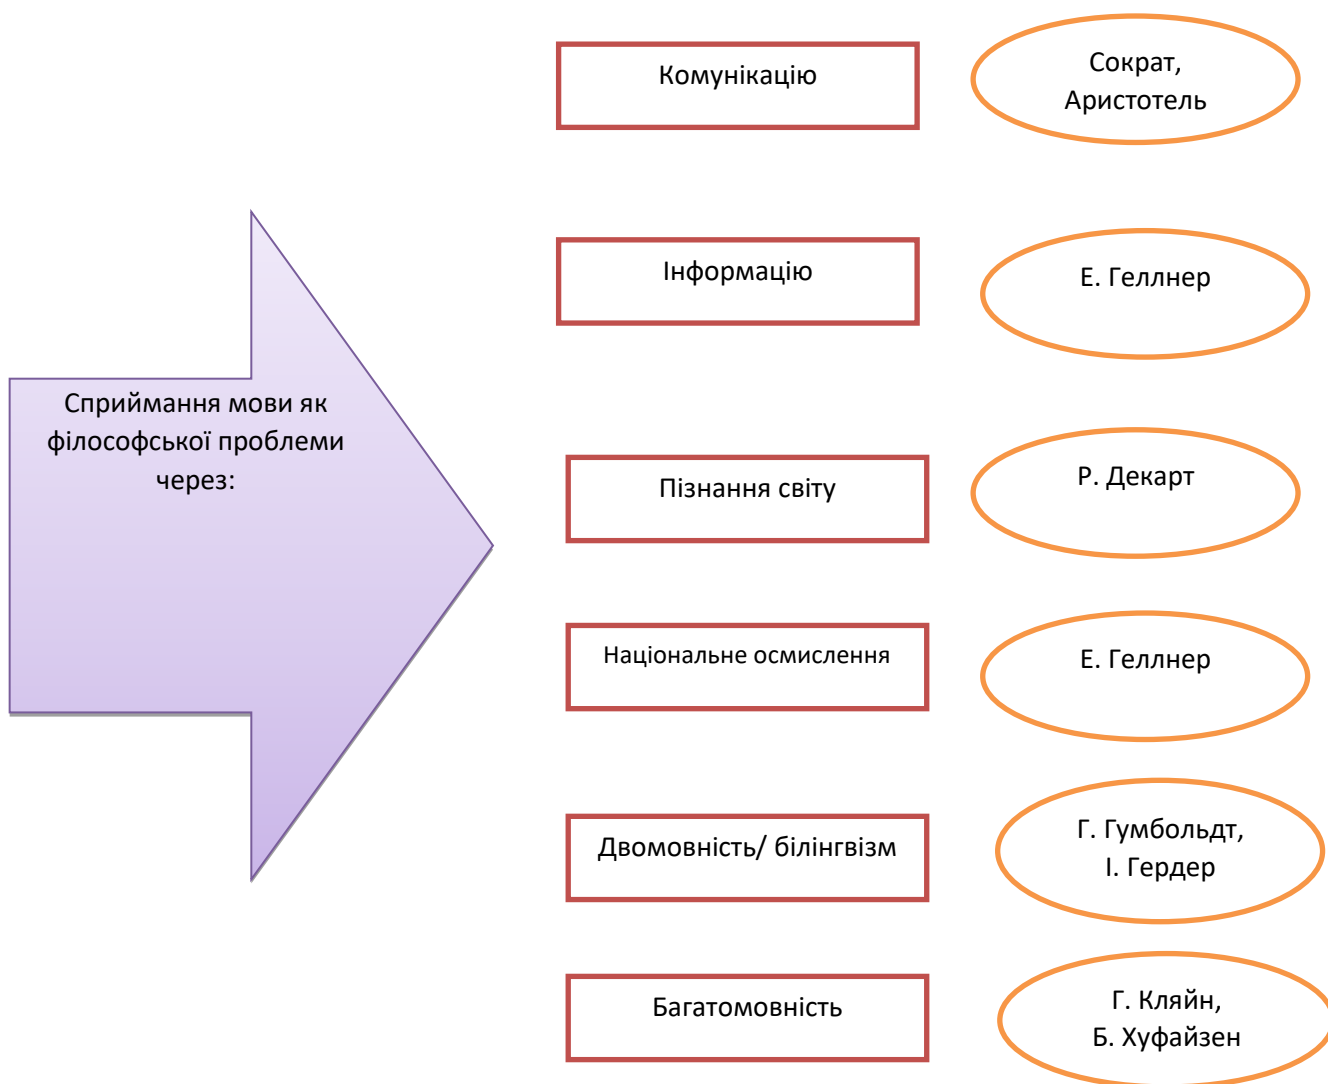 Сприймання мови як
філософської проблеми
через:
Комунікацію
Сократ,
Аристотель
Інформацію
Е. Геллнер
Пізнання світу
Р. Декарт
Національне осмислення
Е. Геллнер
Двомовність/ білінгвізм
Г. Гумбольдт,
І. Гердер
Багатомовність
Г. Кляйн,
Б. Хуфайзен